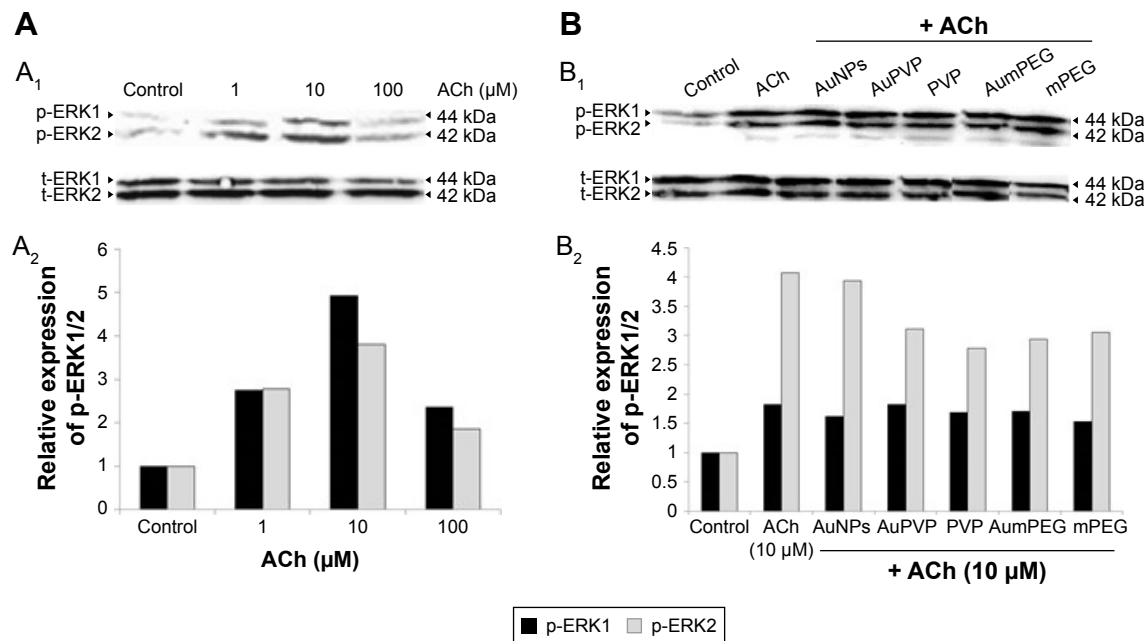 A
A1
Control 1 10 100 ACh (µM)
p-ERK1 44 kDa
p-ERK2 42 kDa
t-ERK1 44 kDa
t-ERK2 42 kDa
A2
Relative expression
of p-ERK1/2
6
5
4
3
2
1
0
Control 1 10 100
ACh (µM)
B
+ ACh
B1
Control ACh AuNPs AuPVP PVP AumPEG mPEG
p-ERK1 44 kDa
p-ERK2 42 kDa
t-ERK1 44 kDa
t-ERK2 42 kDa
B2
Relative expression
of p-ERK1/2
4.5
4
3.5
3
2.5
2
1.5
1
0.5
0
Control ACh AuNPs AuPVP PVP AumPEG mPEG
(10 µM)
+ ACh (10 µM)
p-ERK1 p-ERK2